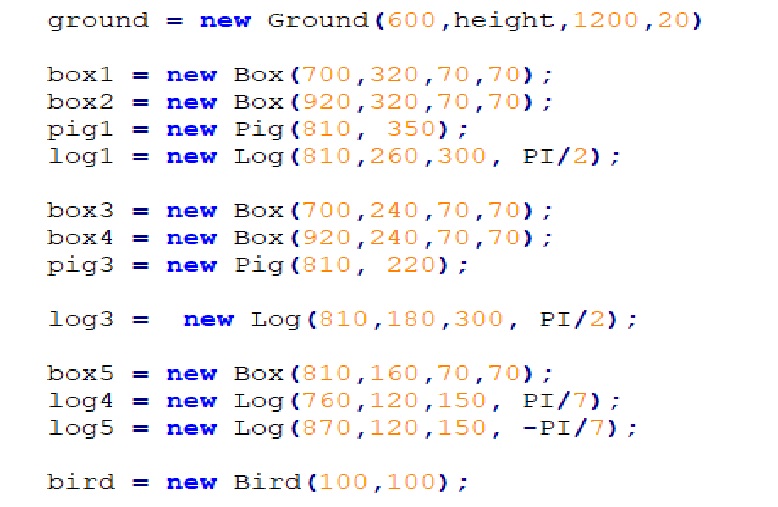 ground = new Ground(600,height,1200,20)
box1 = new Box(700,320,70,70);
box2 = new Box(920,320,70,70);
pig1 = new Pig(810, 350);
log1 = new Log(810,260,300, PI/2);
box3 = new Box(700,240,70,70);
box4 = new Box(920,240,70,70);
pig3 = new Pig(810, 220);
log3 =  new Log(810,180,300, PI/2);
box5 = new Box(810,160,70,70);
log4 = new Log(760,120,150, PI/7);
log5 = new Log(870,120,150, -PI/7);
bird = new Bird(100,100);